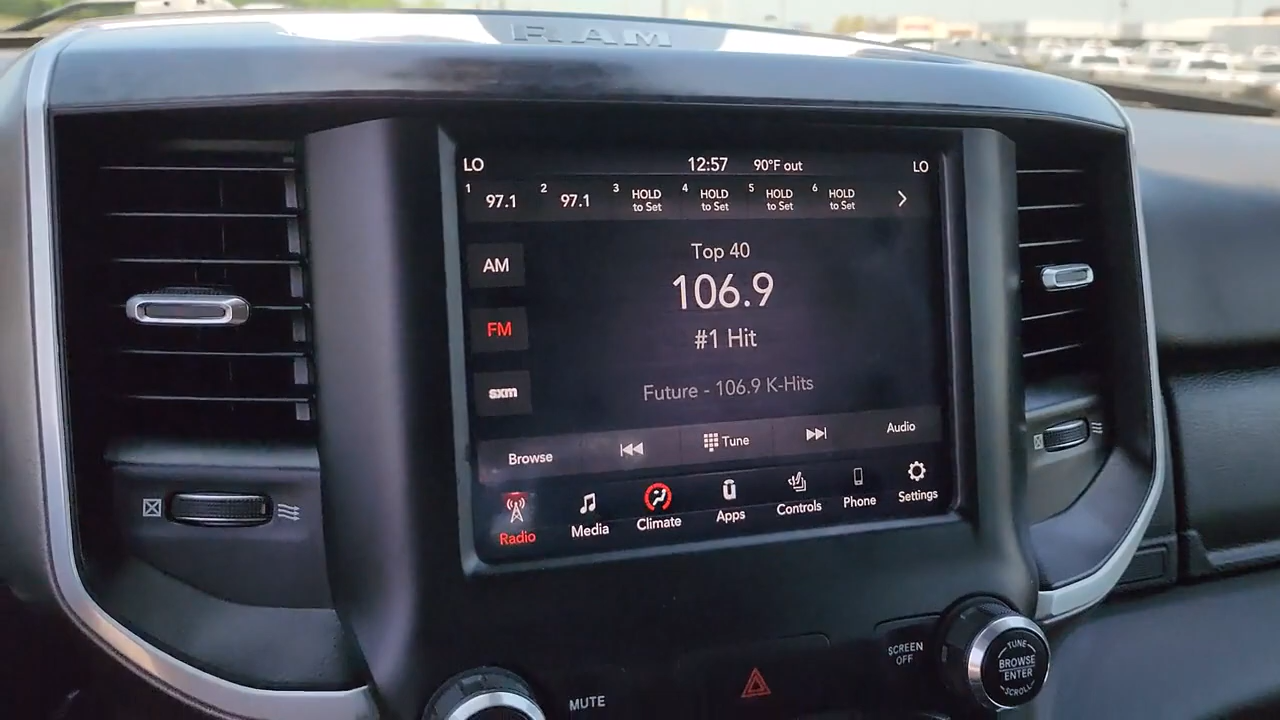 RAM
LO 12:57 90°F out LO
1 97.1 2 97.1 3 HOLD to Set 4 HOLD to Set 5 HOLD to Set 6 HOLD to Set
AM
Top 40
106.9
FM
#1 Hit
sxm
Future - 106.9 K-Hits
Browse Tune Audio
Radio Media Climate Apps Controls Phone Settings
SCREEN
OFF
TUNE
BROWSE
ENTER
SCROLL
MUTE